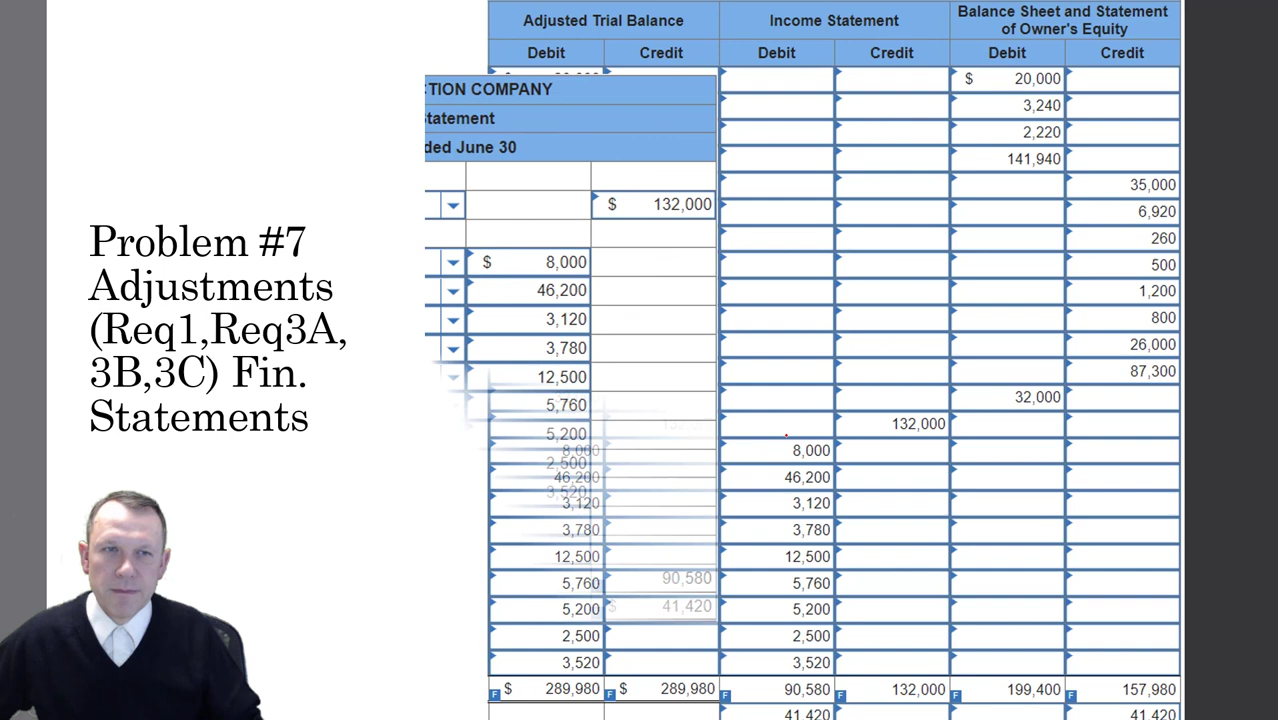 Problem #7
Adjustments
(Req1,Req3A,
3B,3C) Fin.
Statements
Adjusted Trial Balance Income Statement Balance Sheet and Statement
of Owner's Equity
Debit Credit Debit Credit Debit Credit
$ 20,000
TION COMPANY
3,240
tatement
2,220
ded June 30
141,940
35,000
$ 132,000 6,920
260
$ 8,000 500
46,200 1,200
3,120 800
3,780 26,000
12,500 87,300
5,760 32,000
132,000
5,200
8,000 8,000
2,500
46,200 46,200
3,520
3,120 3,120
3,780 3,780
12,500 12,500
90,580
5,760 5,760
$ 41,420
5,200 5,200
2,500 2,500
3,520 3,520
F $ 289,980 F $ 289,980 F 90,580 F 132,000 F 199,400 F 157,980
41,420 41,420